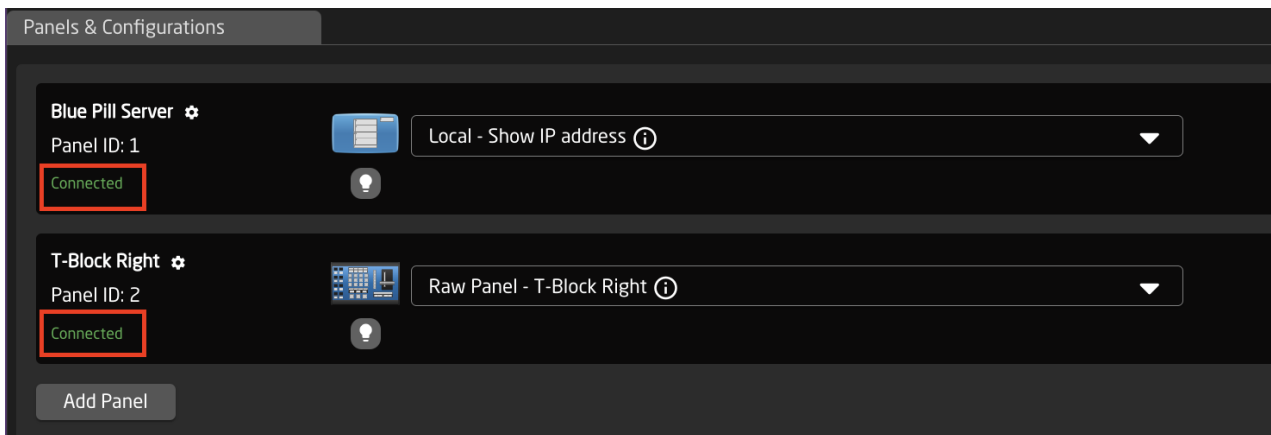 Panels & Configurations
Blue Pill Server
Panel ID: 1
Connected
Local - Show IP address
T-Block Right
Panel ID: 2
Connected
Raw Panel - T-Block Right
Add Panel